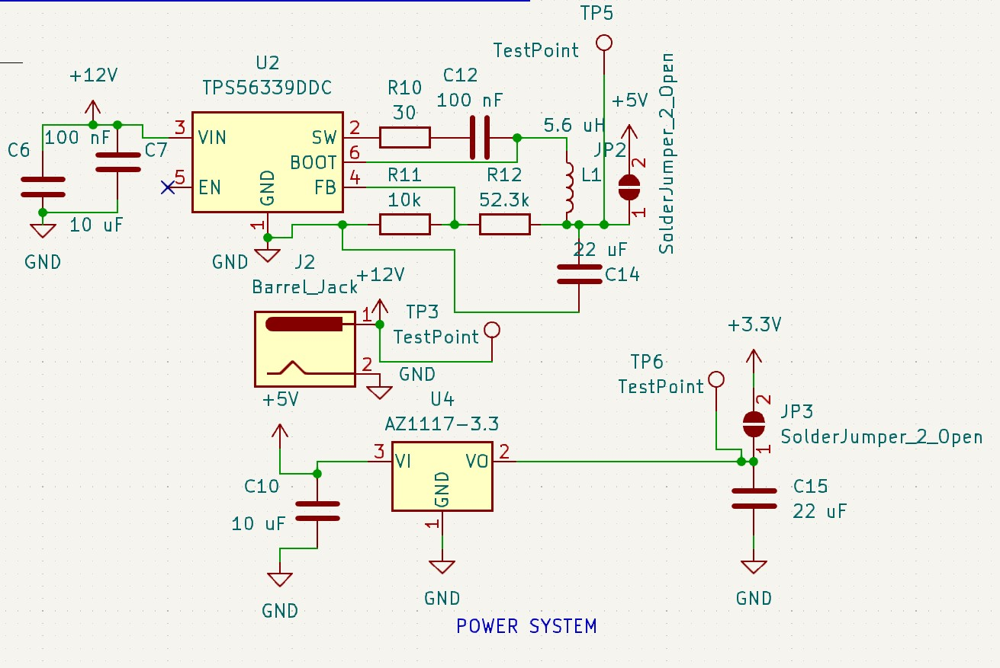 TP5
TestPoint
U2
TPS56339DDC
+12V
R10
30
C12
100 nF
+5V
SolderJumper_2_Open
C6
100 nF
C7
10 uF
GND
3
VIN
5
EN
GND
1
SW
2
BOOT
6
FB
4
R11
10k
R12
52.3k
5.6 uH
L1
JP2
2
1
22 uF
C14
GND
J2
Barrel_Jack
+12V
1
2
TP3
TestPoint
GND
+5V
U4
AZ1117-3.3
3
VI
VO
2
GND
1
GND
C10
10 uF
GND
+3.3V
TP6
TestPoint
2
JP3
SolderJumper_2_Open
1
C15
22 uF
GND
POWER SYSTEM